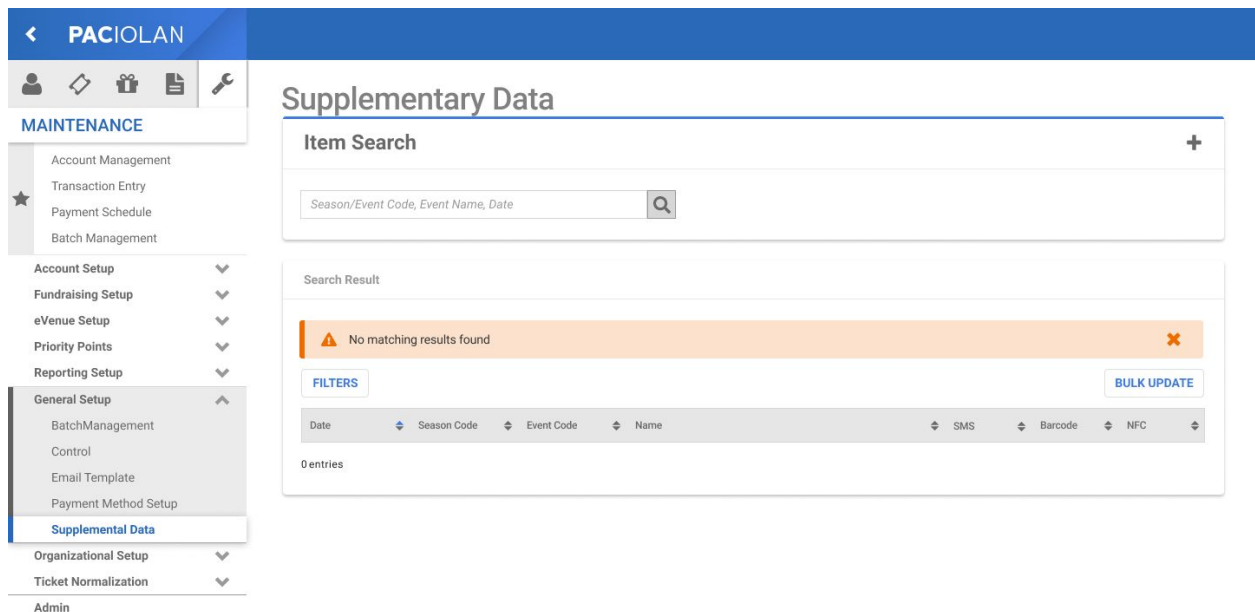 PACIOLAN
MAINTENANCE
Account Management
Transaction Entry
Payment Schedule
Batch Management
Account Setup
Fundraising Setup
eVenue Setup
Priority Points
Reporting Setup
General Setup
BatchManagement
Control
Email Template
Payment Method Setup
Supplemental Data
Organizational Setup
Ticket Normalization
Admin
Supplementary Data
Item Search
Season/Event Code, Event Name, Date
Search Result
No matching results found
FILTERS BULK UPDATE
Date Season Code Event Code Name SMS Barcode NFC
0 entries